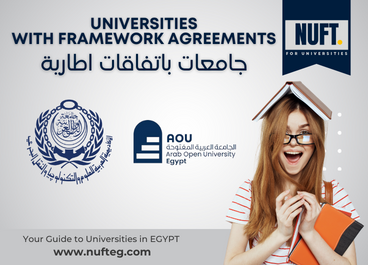 UNIVERSITIES
WITH FRAMEWORK AGREEMENTS
جامعات باتفاقات اطارية
NUFT.
FOR UNIVERSITIES
AOU
الجامعة العربية المفتوحة
Arab Open University
Egypt
Your Guide to Universities in EGYPT
www.nufteg.com